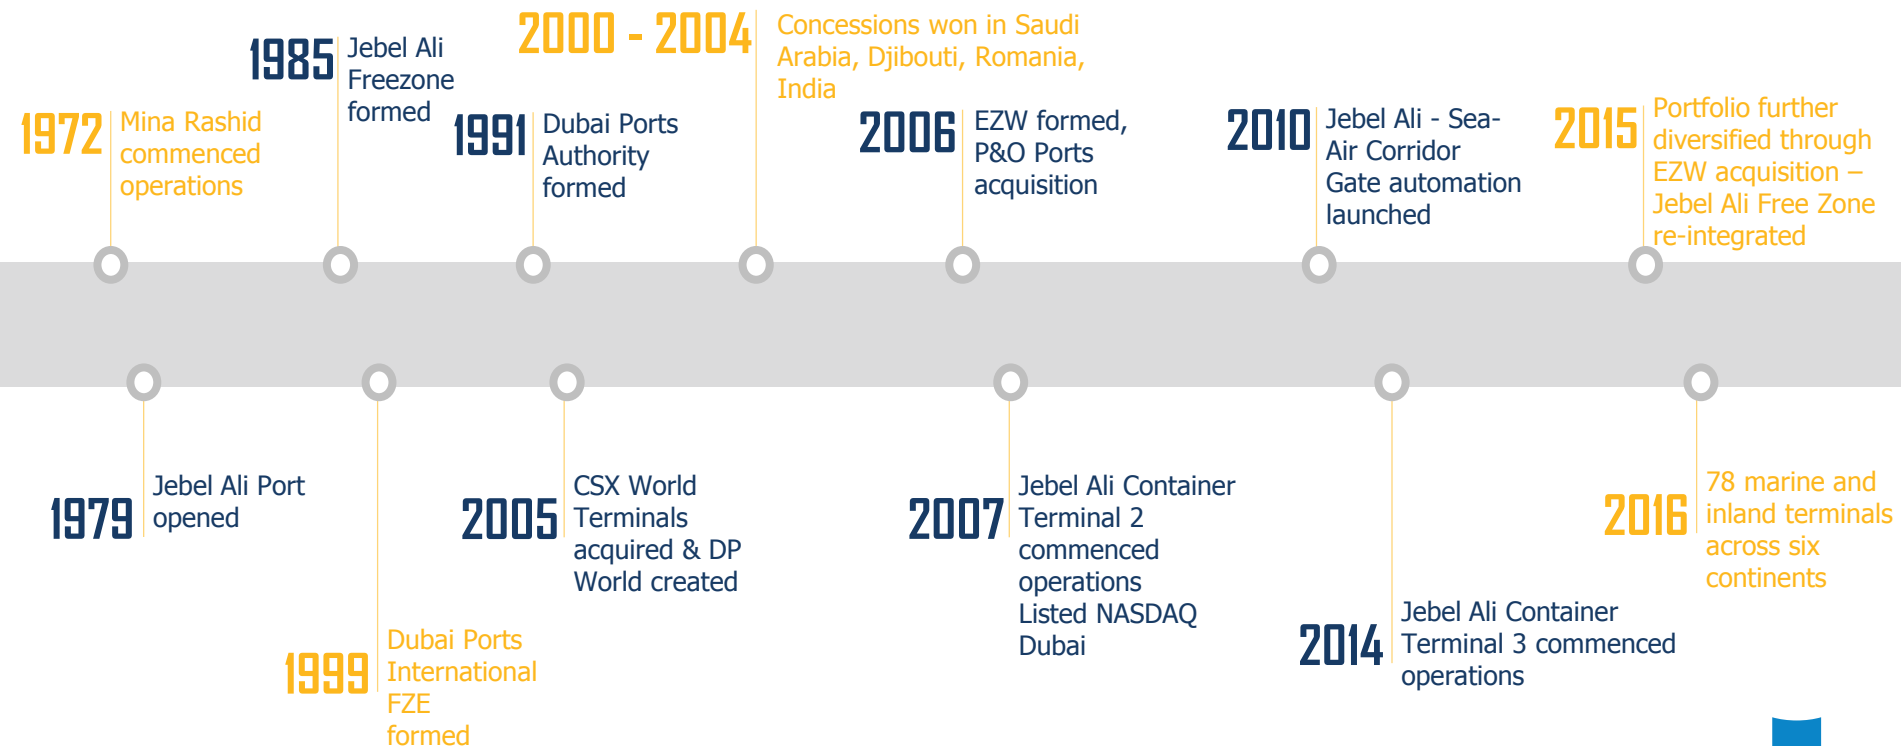 1972
Mina Rashid
commenced
operations
1985
Jebel Ali
Freezone
formed
1991
Dubai Ports
Authority
formed
2000 - 2004
Concessions won in Saudi
Arabia, Djibouti, Romania,
India
2006
EZW formed,
P&O Ports
acquisition
2010
Jebel Ali - Sea-
Air Corridor
Gate automation
launched
2015
Portfolio further
diversified through
EZW acquisition –
Jebel Ali Free Zone
re-integrated
1979
Jebel Ali Port
opened
1999
Dubai Ports
International
FZE
formed
2005
CSX World
Terminals
acquired & DP
World created
2007
Jebel Ali Container
Terminal 2
commenced
operations
Listed NASDAQ
Dubai
2014
Jebel Ali Container
Terminal 3 commenced
operations
2016
78 marine and
inland terminals
across six
continents